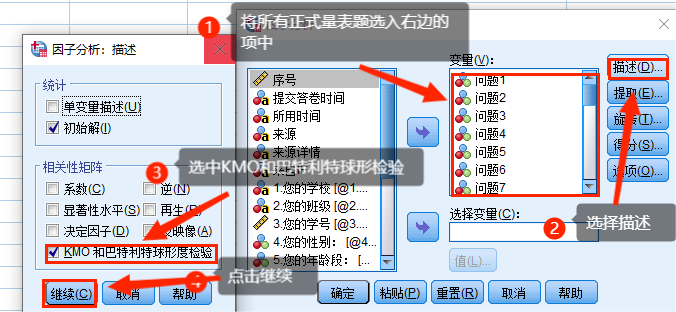 1
将所有正式量表题选入右边的
项中
因子分析：描述
统计
单变量描述(U)
初始解(I)
相关性矩阵
3
选中KMO和巴特利特球形检验
系数(C)
逆(N)
显著性水平(S)
再生(R)
决定因子(D)
映像(A)
KMO 和巴特利特球形度检验
4
点击继续
继续(C)
取消
帮助
序号
提交答卷时间
所用时间
来源
来源详情
1.您的学校 [@1....
2.您的班级 [@2....
3.您的学号 [@3....
4.您的性别： [@4...
5.您的年龄段： [...
变量(V):
问题1
问题2
问题3
问题4
问题5
问题6
问题7
选择变量(C):
值(L)...
描述(D)...
提取(E)...
旋转(T)...
得分(S)...
选项(O)...
2
选择描述
确定
粘贴(P)
重置(R)
取消
帮助